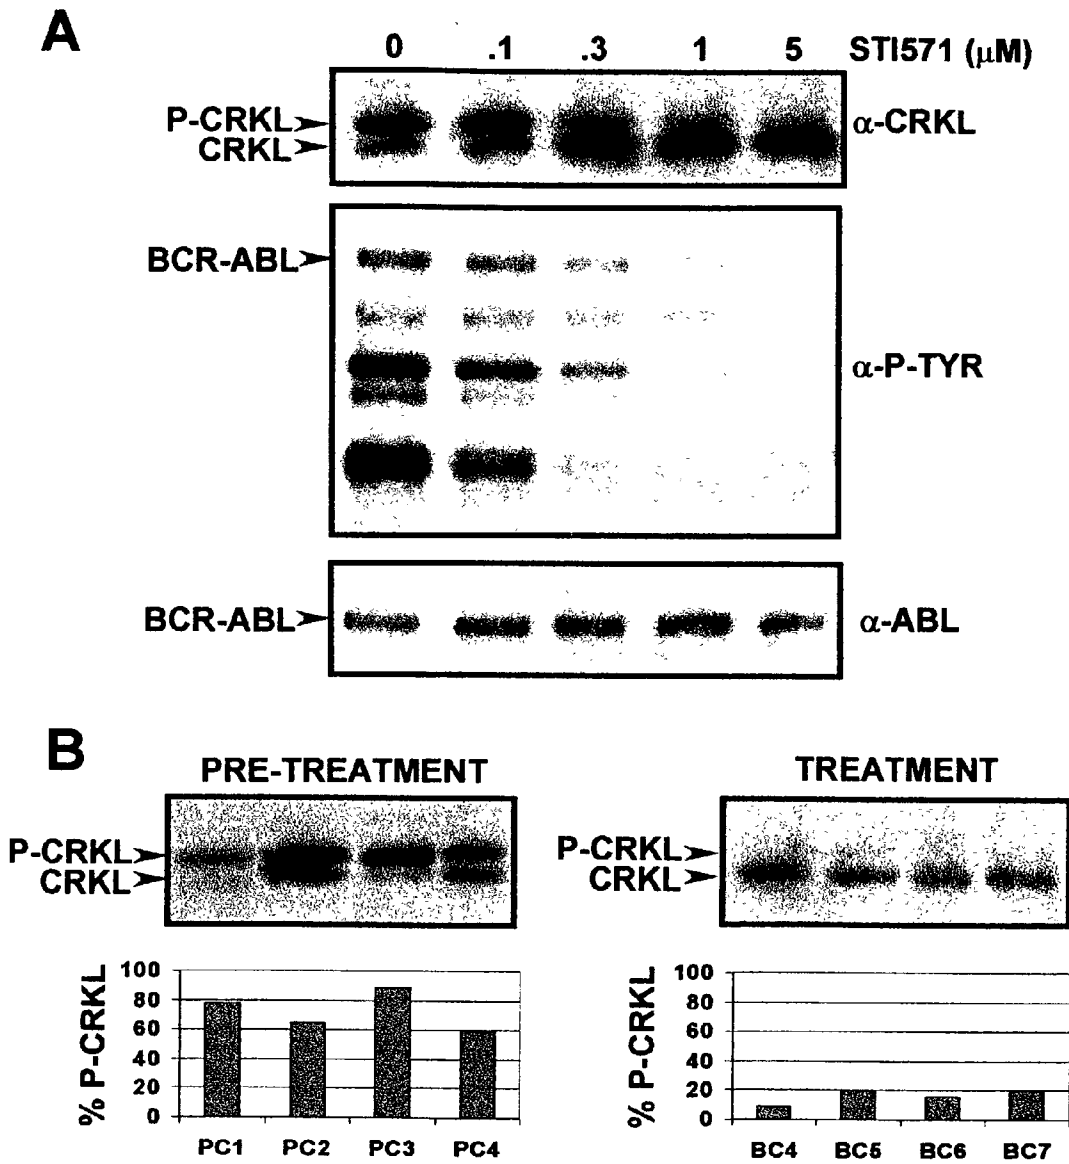 A
0 .1 .3 1 5 STI571 (µM)
P-CRKL
CRKL
α-CRKL
BCR-ABL
α-P-TYR
BCR-ABL
α-ABL
B
PRE-TREATMENT
P-CRKL
CRKL
% P-CRKL
100
80
60
40
20
0
PC1 PC2 PC3 PC4
TREATMENT
P-CRKL
CRKL
% P-CRKL
100
80
60
40
20
0
BC4 BC5 BC6 BC7